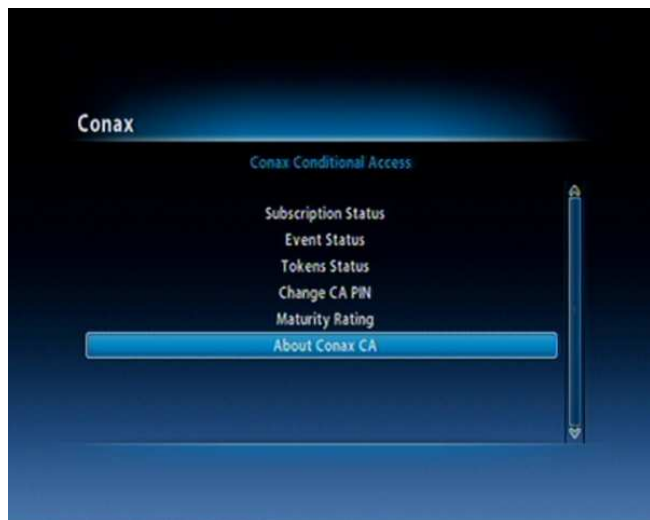 Conax
Conax Conditional Access
Subscription Status
Event Status
Tokens Status
Change CA PIN
Maturity Rating
About Conax CA